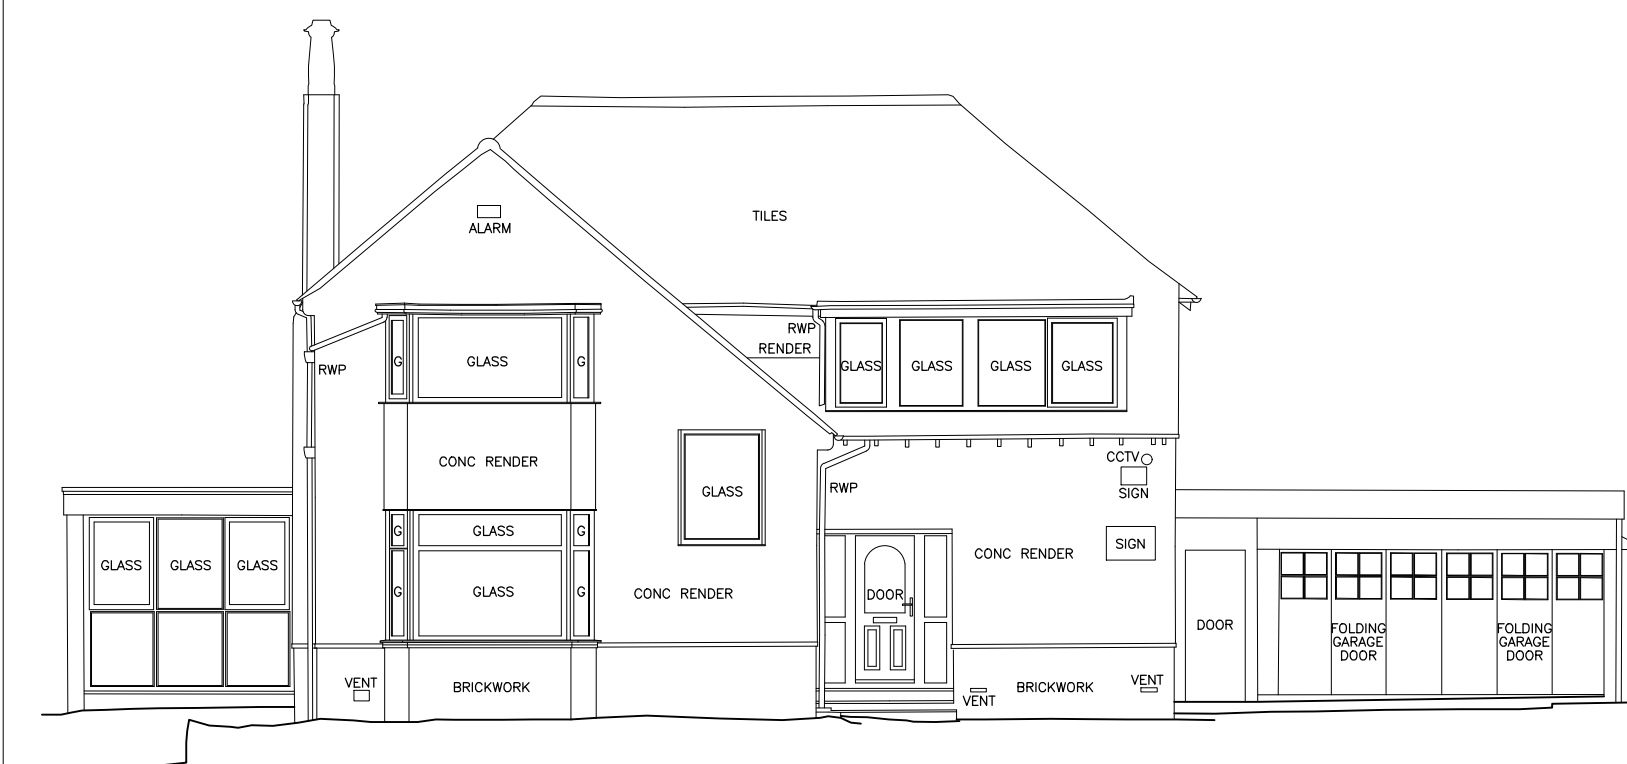 TILES
ALARM
RWP
RENDER
G
GLASS
G
RWP
GLASS
GLASS
GLASS
GLASS
CONC RENDER
CCTV
SIGN
GLASS
RWP
G
GLASS
G
SIGN
CONC RENDER
GLASS
GLASS
GLASS
G
GLASS
G
CONC RENDER
DOOR
DOOR
FOLDING
GARAGE
DOOR
FOLDING
GARAGE
DOOR
VENT
BRICKWORK
VENT
BRICKWORK
VENT